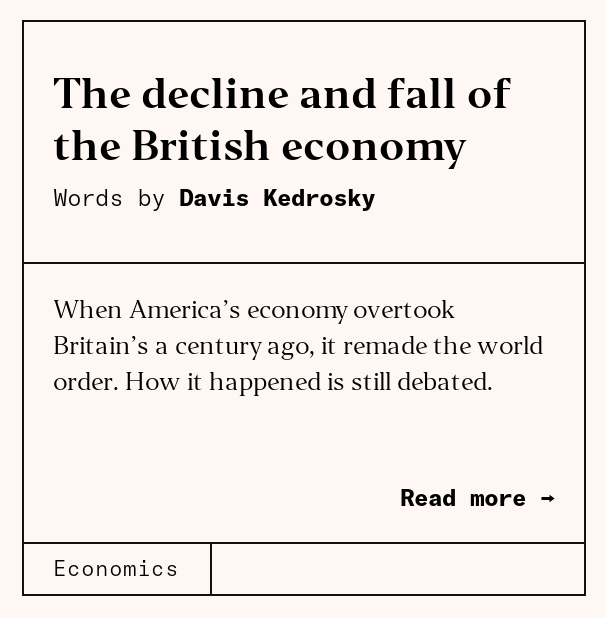 The decline and fall of
the British economy
Words by Davis Kedrosky
When America’s economy overtook
Britain’s a century ago, it remade the world
order. How it happened is still debated.
Read more →
Economics